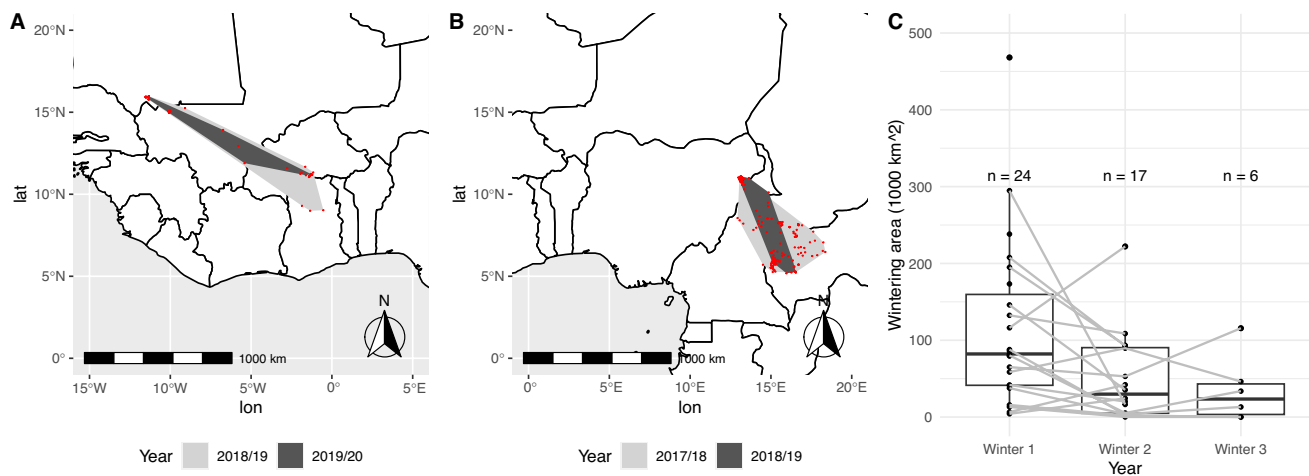 A
20°N
15°N
10°N
5°N
0°
lat
N
1000 km
15°W
10°W
5°W
0°
5°E
lon
Year
2018/19
2019/20
B
20°N
15°N
10°N
5°N
0°
lat
N
1000 km
0°
5°E
10°E
15°E
20°E
lon
Year
2017/18
2018/19
C
Wintering area (1000 km^2)
500
400
300
200
100
0
n = 24
n = 17
n = 6
Winter 1
Winter 2
Winter 3
Year